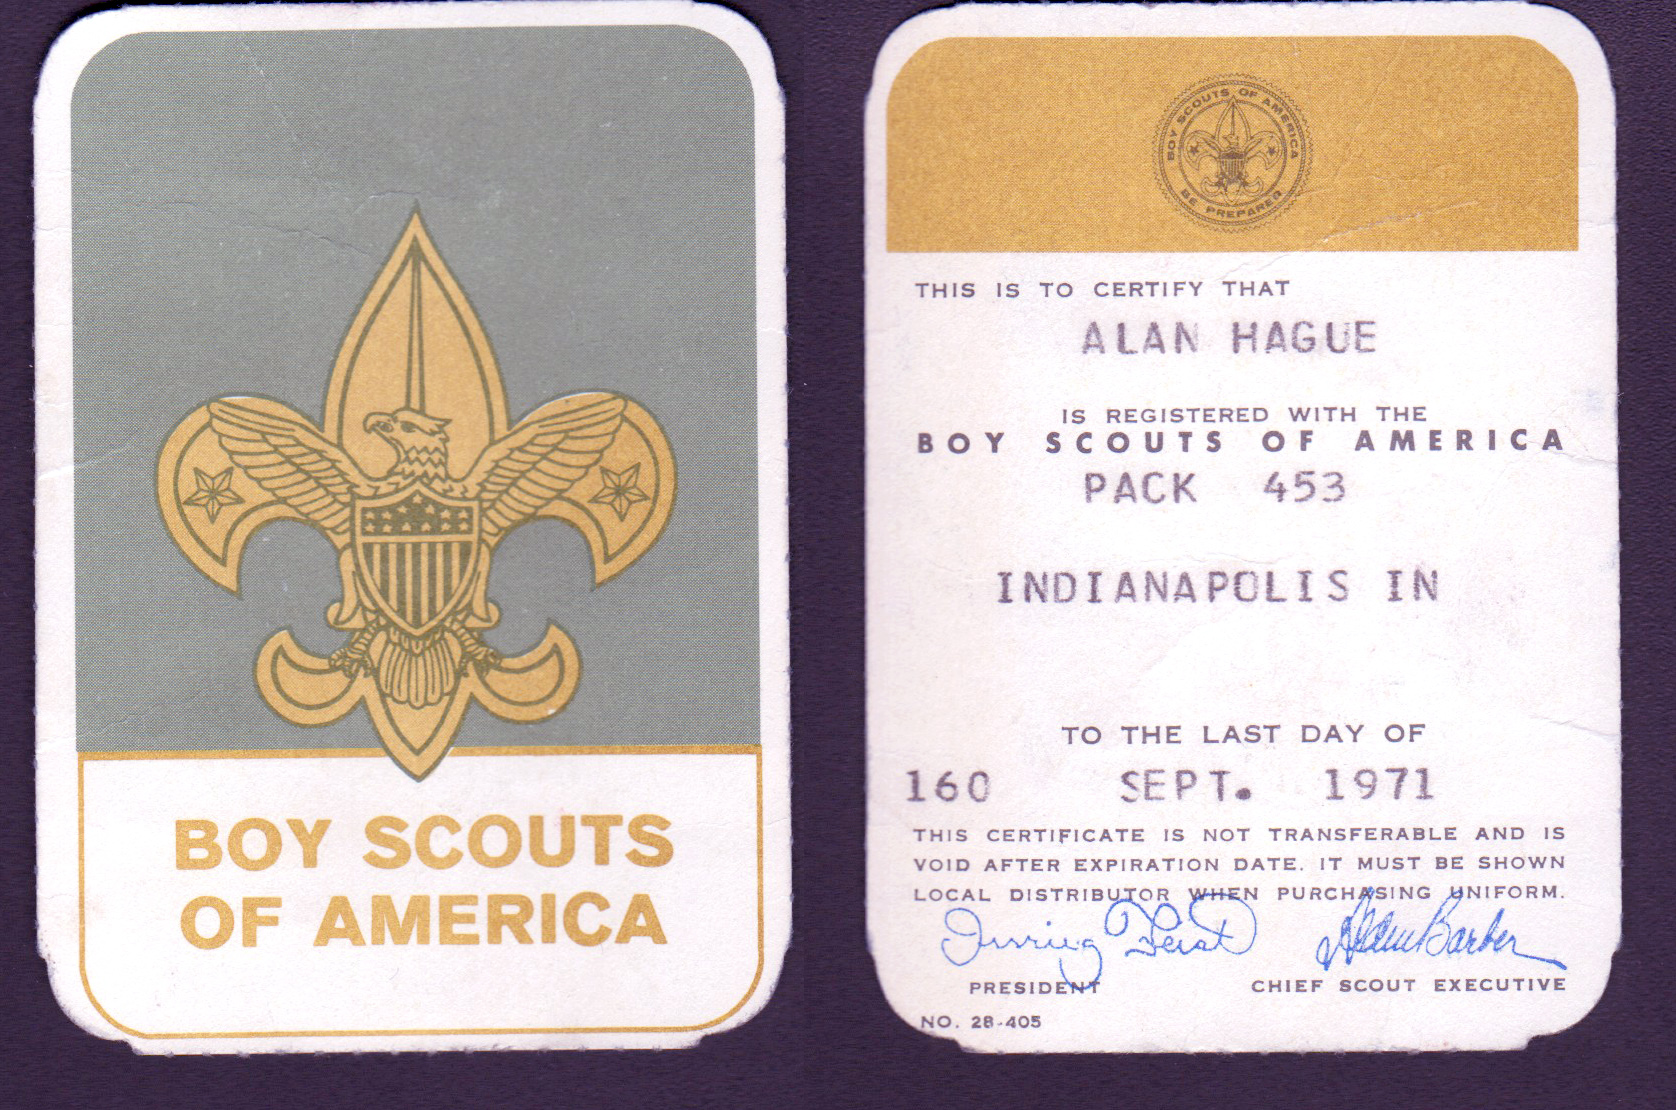 BOY SCOUTS
OF AMERICA
BOY SCOUTS OF AMERICA
BE PREPARED
THIS IS TO CERTIFY THAT
ALAN HAGUE
IS REGISTERED WITH THE
BOY SCOUTS OF AMERICA
PACK 453
INDIANAPOLIS IN
TO THE LAST DAY OF
160 SEPT. 1971
THIS CERTIFICATE IS NOT TRANSFERABLE AND IS
VOID AFTER EXPIRATION DATE. IT MUST BE SHOWN
LOCAL DISTRIBUTOR WHEN PURCHASING UNIFORM.
Irving Feist Alden Barber
PRESIDENT CHIEF SCOUT EXECUTIVE
NO. 28-405